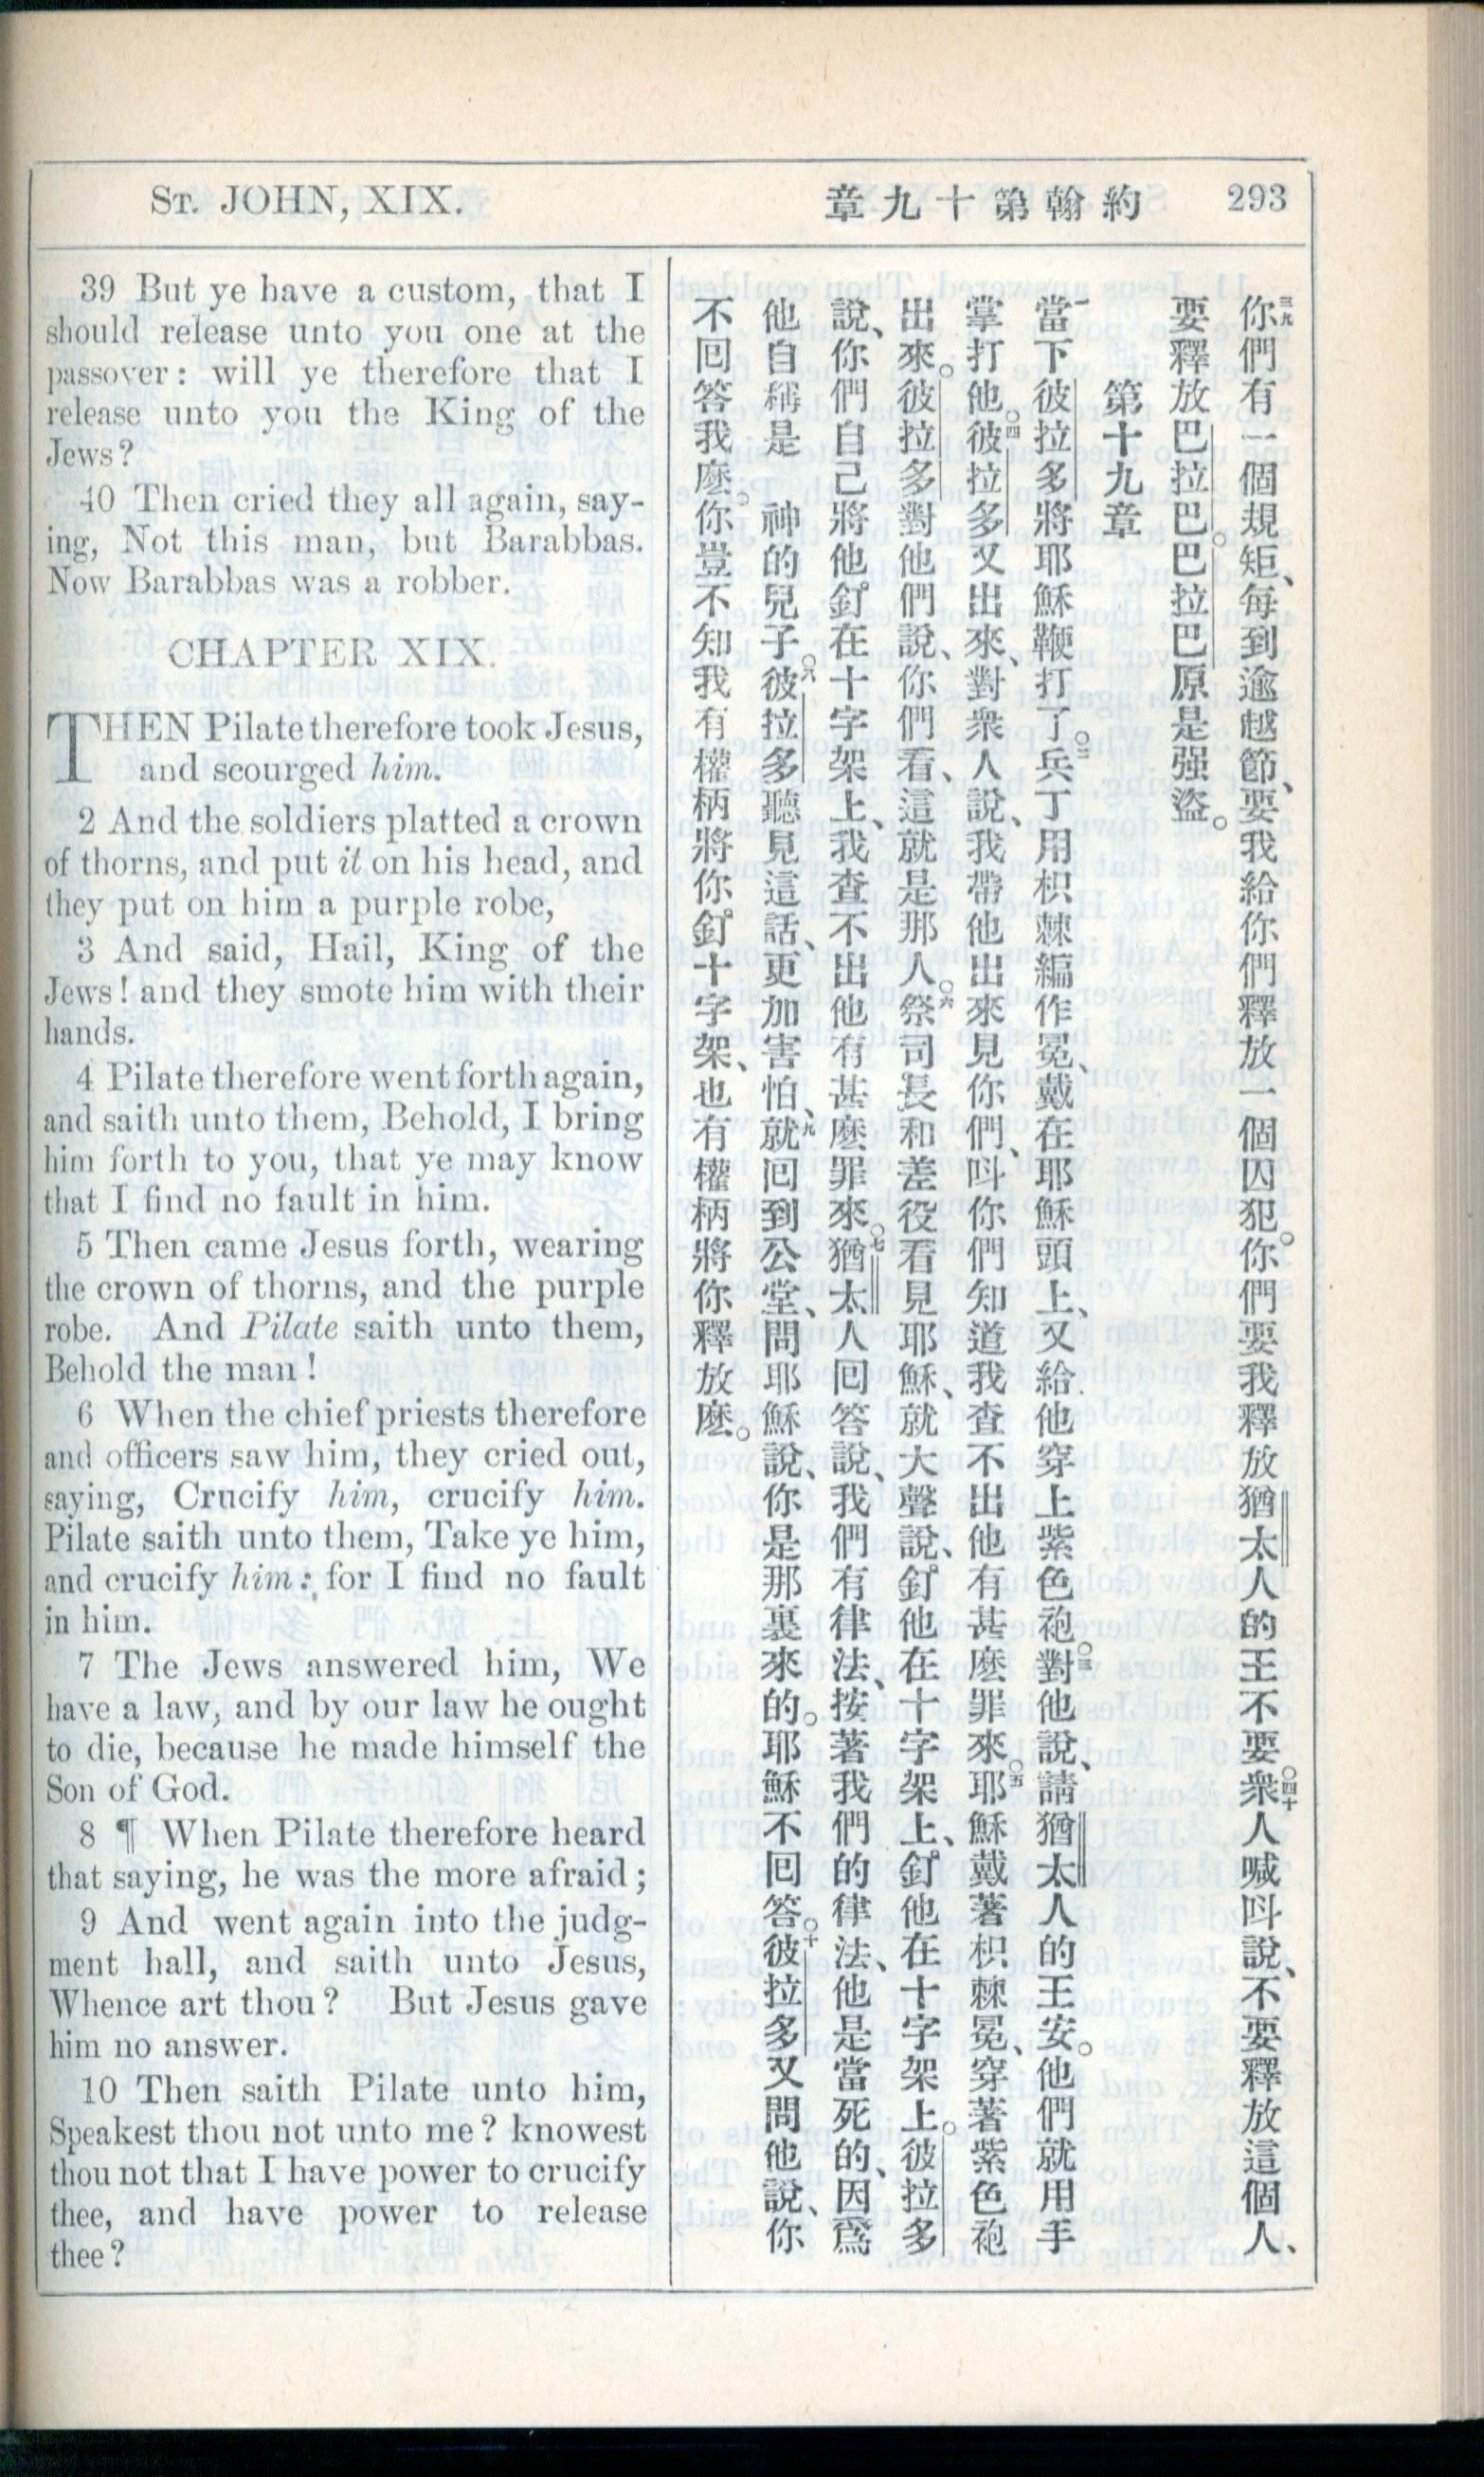 St. JOHN, XIX.
約翰第十九章
293
39 But ye have a custom, that I
should release unto you one at the
passover: will ye therefore that I
release unto you the King of the
Jews?
40 Then cried they all again, say-
ing, Not this man, but Barabbas.
Now Barabbas was a robber.
CHAPTER XIX.
THEN Pilate therefore took Jesus,
and scourged him.
2 And the soldiers platted a crown
of thorns, and put it on his head, and
they put on him a purple robe,
3 And said, Hail, King of the
Jews! and they smote him with their
hands.
4 Pilate therefore went forth again,
and saith unto them, Behold, I bring
him forth to you, that ye may know
that I find no fault in him.
5 Then came Jesus forth, wearing
the crown of thorns, and the purple
robe. And Pilate saith unto them,
Behold the man!
6 When the chief priests therefore
and officers saw him, they cried out,
saying, Crucify him, crucify him.
Pilate saith unto them, Take ye him,
and crucify him: for I find no fault
in him.
7 The Jews answered him, We
have a law, and by our law he ought
to die, because he made himself the
Son of God.
8 ¶ When Pilate therefore heard
that saying, he was the more afraid;
9 And went again into the judg-
ment hall, and saith unto Jesus,
Whence art thou? But Jesus gave
him no answer.
10 Then saith Pilate unto him,
Speakest thou not unto me? knowest
thou not that I have power to crucify
thee, and have power to release
thee?
三九你們有一個規矩、每到逾越節、要我給你們釋放一個囚犯。你們要我釋放猶太人的王不要。四十衆人喊呌說、不要釋放這個人、
要釋放巴拉巴。巴拉巴原是强盜。
第十九章
一當下彼拉多將耶穌鞭打了。二兵丁用枳棘編作冕、戴在耶穌頭上、又給他穿上紫色袍。三對他說、請猶太人的王安。他們就用手
掌打他。四彼拉多又出來、對衆人說、我帶他出來見你們、呌你們知道我查不出他有甚麽罪來。五耶穌戴著枳棘冕、穿著紫色袍
出來。彼拉多對他們說、你們看、這就是那人。六祭司長和差役看見耶穌、就大聲說、釘他在十字架上、釘他在十字架上。彼拉多
說、你們自己將他釘在十字架上、我查不出他有甚麽罪來。七猶太人回答說、我們有律法、按著我們的律法、他是當死的、因爲
他自稱是 神的兒子。八彼拉多聽見這話、更加害怕、九就回到公堂、問耶穌說、你是那裏來的。耶穌不回答。十彼拉多又問他說、你
不回答我麽。你豈不知我有權柄將你釘十字架、也有權柄將你釋放麽。